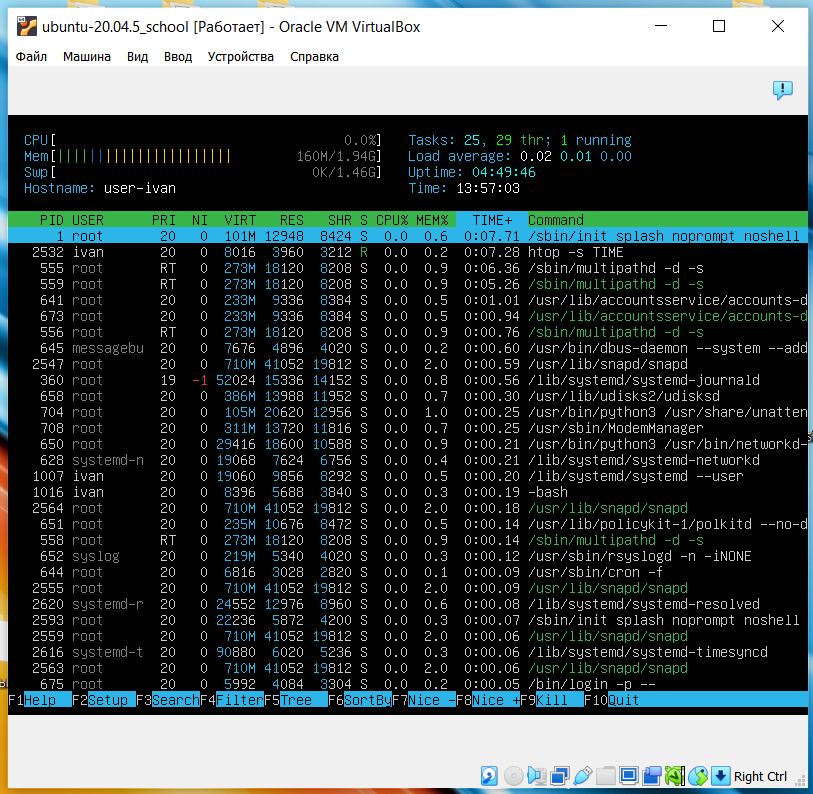 ubuntu-20.04.5_school [Работает] - Oracle VM VirtualBox
Файл Машина Вид Ввод Устройства Справка
CPU[ 0.0%] Tasks: 25, 29 thr; 1 running
Mem[|||||||||||||||||||||| 160M/1.94G] Load average: 0.02 0.01 0.00
Swp[ 0K/1.46G] Uptime: 04:49:46
Hostname: user-ivan Time: 13:57:03
PID USER PRI NI VIRT RES SHR S CPU% MEM% TIME+ Command
1 root 20 0 101M 12948 8424 S 0.0 0.6 0:07.71 /sbin/init splash noprompt noshell
2532 ivan 20 0 8016 3960 3212 R 0.0 0.2 0:07.28 htop -s TIME
555 root RT 0 273M 18120 8208 S 0.0 0.9 0:06.36 /sbin/multipathd -d -s
559 root RT 0 273M 18120 8208 S 0.0 0.9 0:05.26 /sbin/multipathd -d -s
641 root 20 0 233M 9336 8384 S 0.0 0.5 0:01.01 /usr/lib/accountsservice/accounts-d
673 root 20 0 233M 9336 8384 S 0.0 0.5 0:00.94 /usr/lib/accountsservice/accounts-d
556 root RT 0 273M 18120 8208 S 0.0 0.9 0:00.76 /sbin/multipathd -d -s
645 messagebu 20 0 7676 4896 4020 S 0.0 0.2 0:00.60 /usr/bin/dbus-daemon --system --add
2547 root 20 0 710M 41052 19812 S 0.0 2.0 0:00.59 /usr/lib/snapd/snapd
360 root 19 -1 52024 15336 14152 S 0.0 0.8 0:00.56 /lib/systemd/systemd-journald
658 root 20 0 386M 13988 11952 S 0.0 0.7 0:00.30 /usr/lib/udisks2/udisksd
704 root 20 0 105M 20620 12956 S 0.0 1.0 0:00.25 /usr/bin/python3 /usr/share/unatten
708 root 20 0 311M 13720 11816 S 0.0 0.7 0:00.25 /usr/sbin/ModemManager
650 root 20 0 29416 18600 10588 S 0.0 0.9 0:00.21 /usr/bin/python3 /usr/bin/networkd-
628 systemd-n 20 0 19068 7624 6756 S 0.0 0.4 0:00.21 /lib/systemd/systemd-networkd
1007 ivan 20 0 19060 9856 8292 S 0.0 0.5 0:00.20 /lib/systemd/systemd --user
1016 ivan 20 0 8396 5688 3840 S 0.0 0.3 0:00.19 -bash
2564 root 20 0 710M 41052 19812 S 0.0 2.0 0:00.18 /usr/lib/snapd/snapd
651 root 20 0 235M 10676 8472 S 0.0 0.5 0:00.14 /usr/lib/policykit-1/polkitd --no-d
558 root RT 0 273M 18120 8208 S 0.0 0.9 0:00.14 /sbin/multipathd -d -s
652 syslog 20 0 219M 5340 4020 S 0.0 0.3 0:00.12 /usr/sbin/rsyslogd -n -iNONE
644 root 20 0 6816 3028 2820 S 0.0 0.1 0:00.09 /usr/sbin/cron -f
2555 root 20 0 710M 41052 19812 S 0.0 2.0 0:00.09 /usr/lib/snapd/snapd
2620 systemd-r 20 0 24552 12976 8960 S 0.0 0.6 0:00.08 /lib/systemd/systemd-resolved
2593 root 20 0 22236 5872 4200 S 0.0 0.3 0:00.07 /sbin/init splash noprompt noshell
2559 root 20 0 710M 41052 19812 S 0.0 2.0 0:00.06 /usr/lib/snapd/snapd
2616 systemd-t 20 0 90880 6020 5236 S 0.0 0.3 0:00.06 /lib/systemd/systemd-timesyncd
2563 root 20 0 710M 41052 19812 S 0.0 2.0 0:00.06 /usr/lib/snapd/snapd
675 root 20 0 5992 4084 3304 S 0.0 0.2 0:00.05 /bin/login -p --
F1Help F2Setup F3SearchF4FilterF5Tree F6SortByF7Nice -F8Nice +F9Kill F10Quit
Right Ctrl